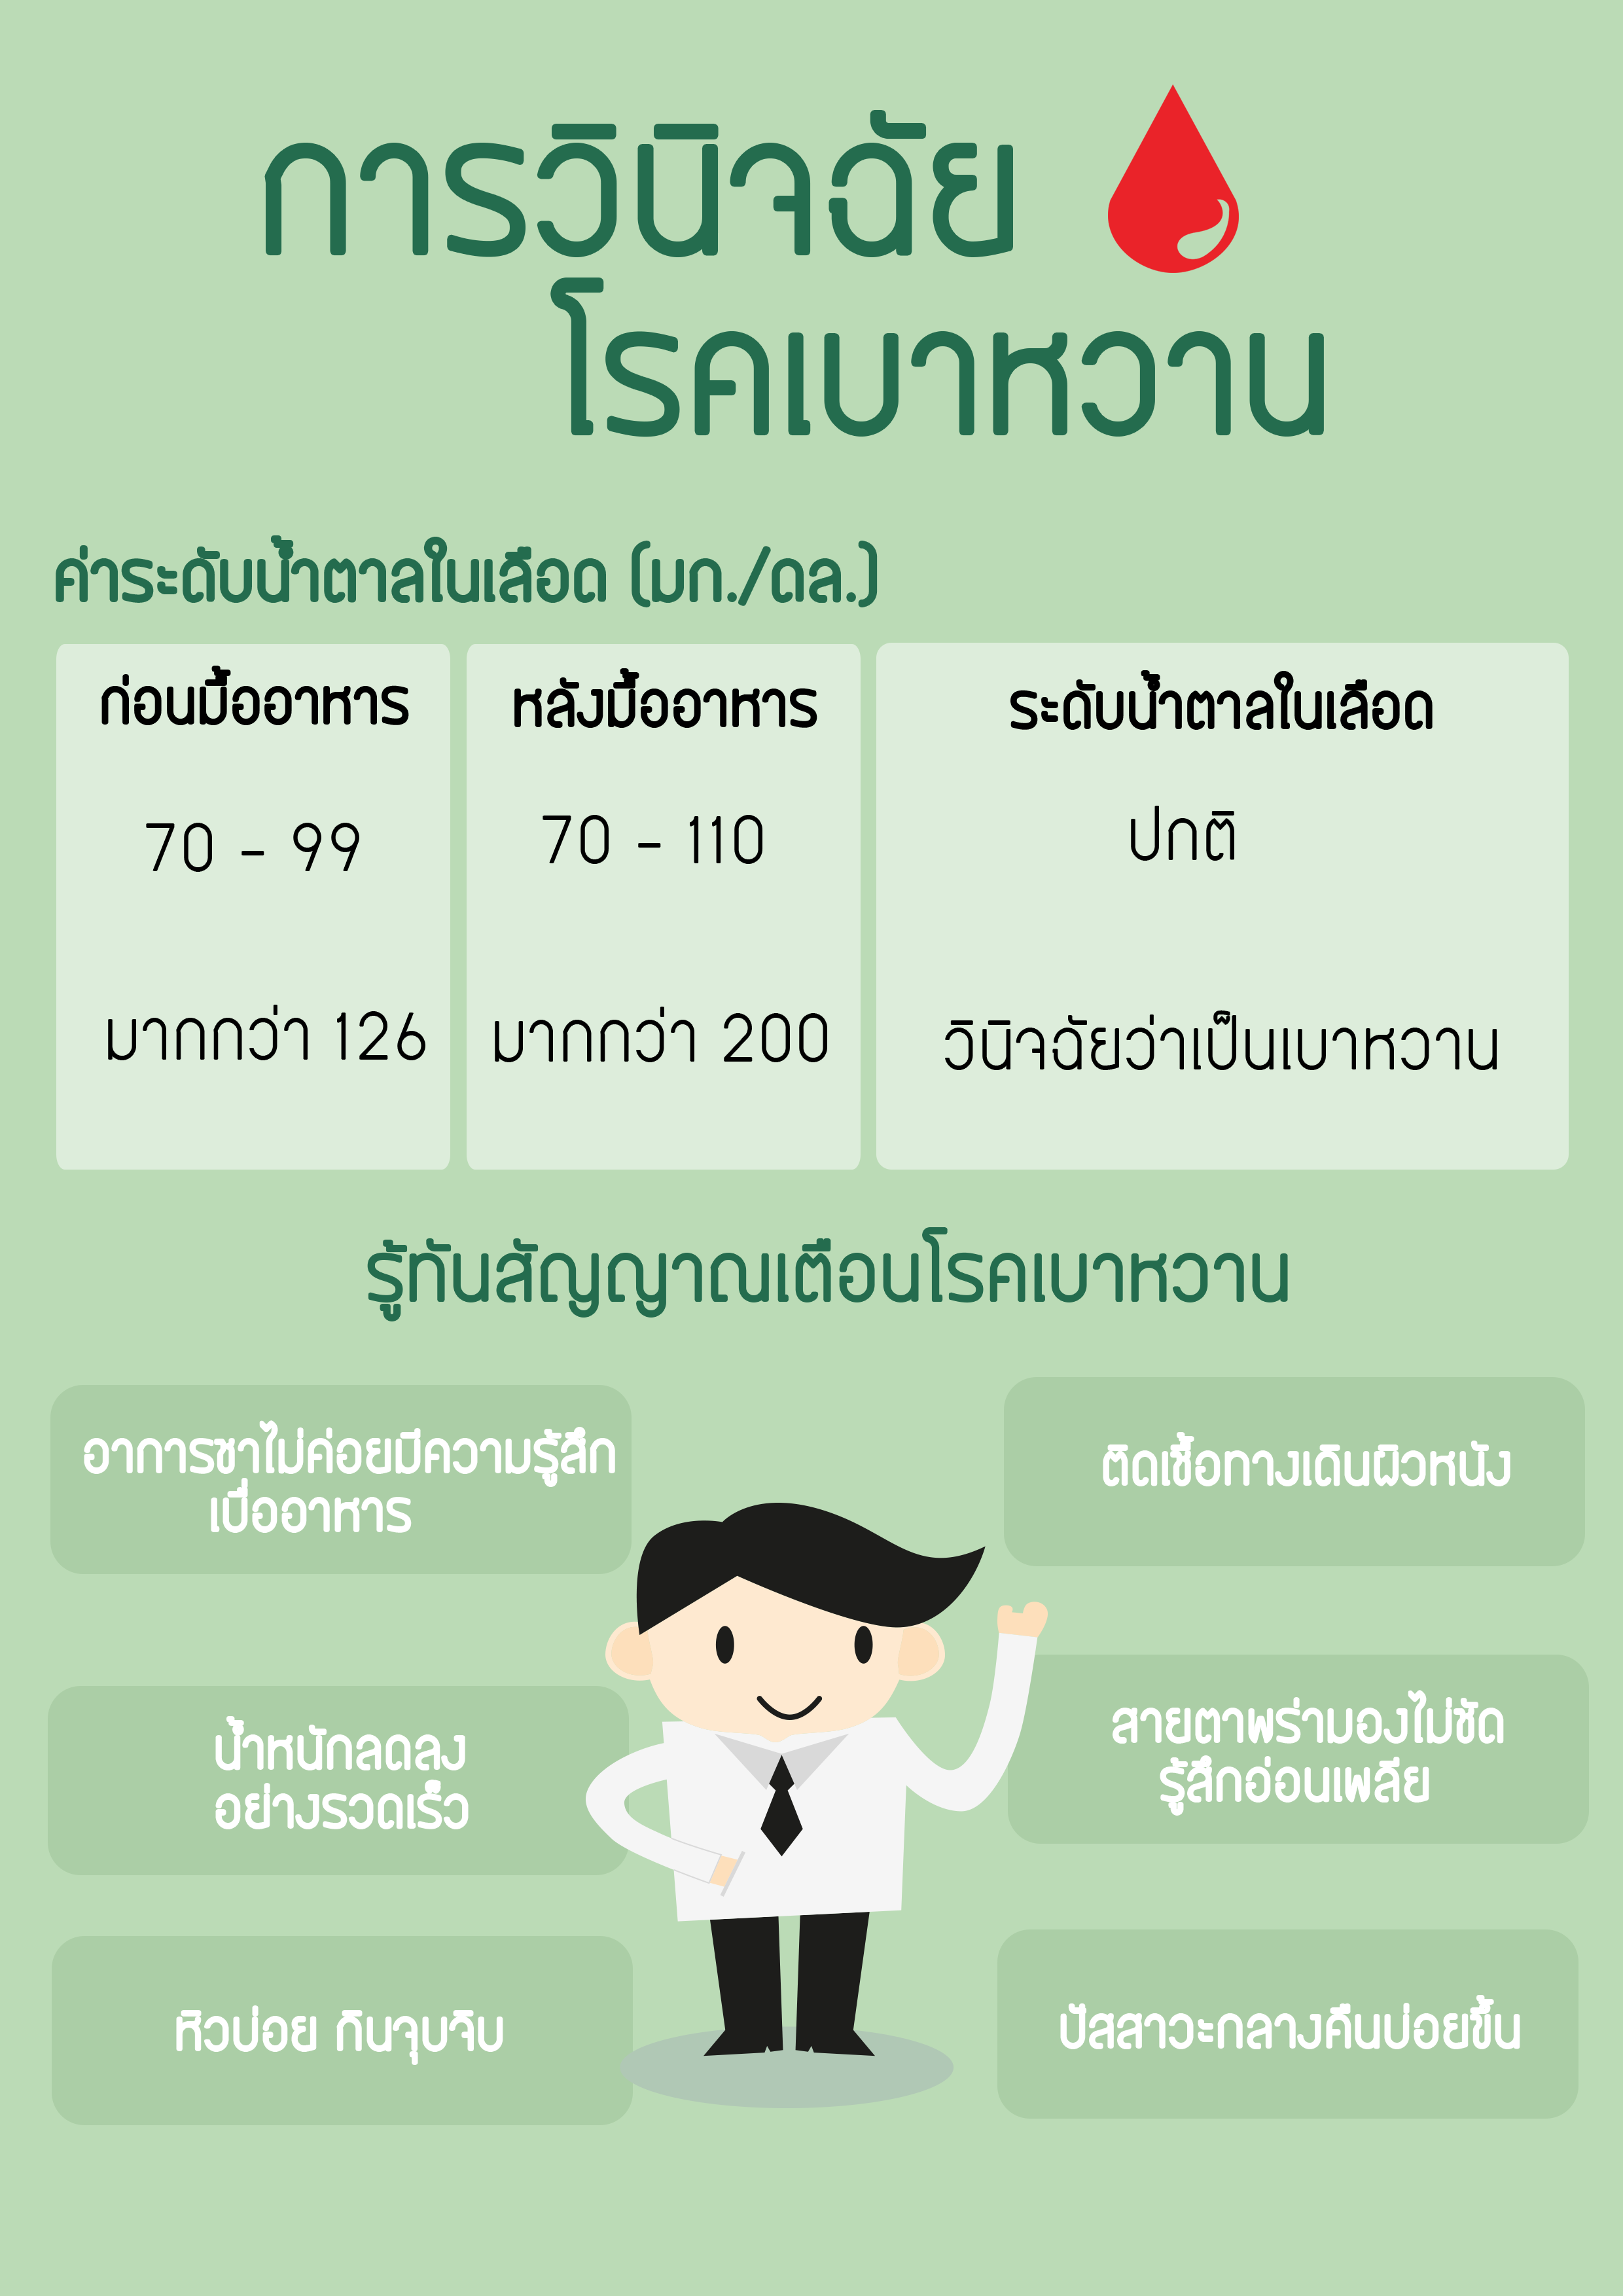 การวินิจฉัย
โรคเบาหวาน
ค่าระดับน้ำตาลในเลือด (มก./ดล.)
ก่อนมื้ออาหาร
หลังมื้ออาหาร
ระดับน้ำตาลในเลือด
70 - 99
70 - 110
ปกติ
มากกว่า 126
มากกว่า 200
วินิจฉัยว่าเป็นเบาหวาน
รู้ทันสัญญาณเตือนโรคเบาหวาน
อาการชาไม่ค่อยมีความรู้สึก
เบื่ออาหาร
ติดเชื้อทางเดินผิวหนัง
น้ำหนักลดลง
อย่างรวดเร็ว
สายตาพร่ามองไม่ชัด
รู้สึกอ่อนเพลีย
หิวบ่อย กินจุบจิบ
ปัสสาวะกลางคืนบ่อยขึ้น